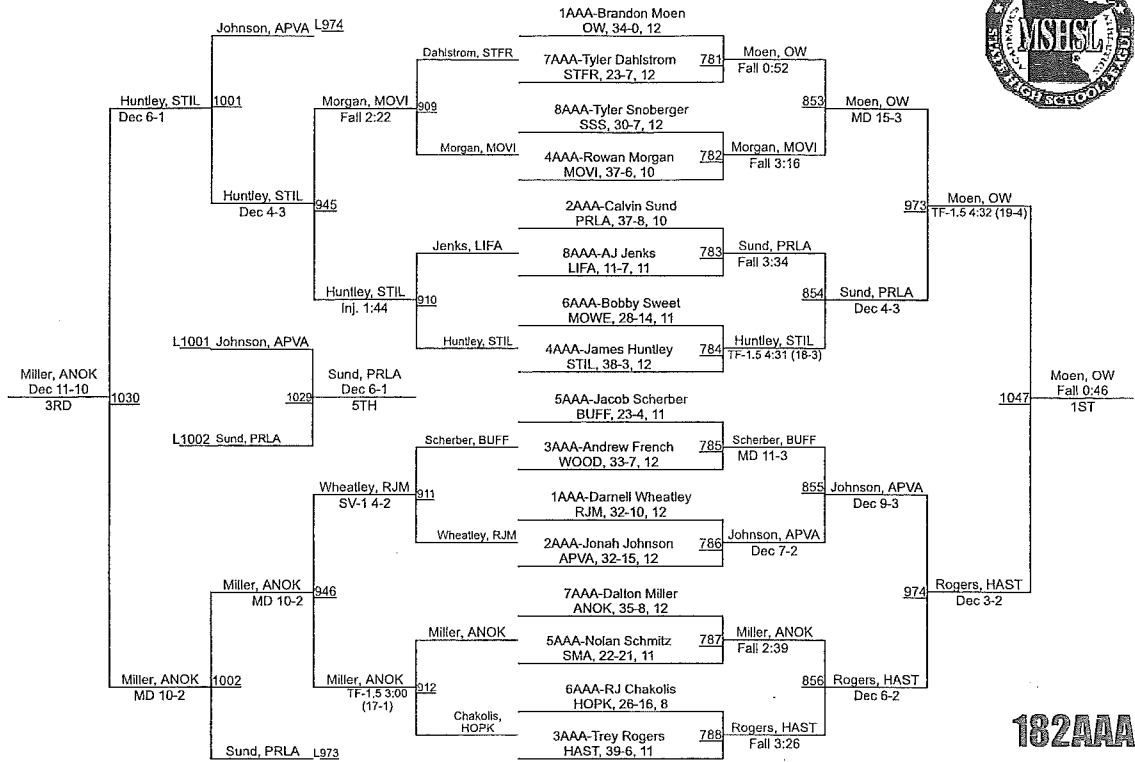 Johnson, APVA L974
Huntley, STIL 1001
Dec 6-1
Huntley, STIL
Dec 4-3
945
Morgan, MOVI 909
Fall 2:22
Dahlstrom, STFR
Morgan, MOVI
Huntley, STIL 910
Inj. 1:44
Jenks, LIFA
Huntley, STIL
Miller, ANOK
Dec 11-10
3RD
1030
L1001 Johnson, APVA
1029
Sund, PRLA
Dec 6-1
5TH
L1002 Sund, PRLA
Wheatley, RJM 911
SV-1 4-2
Scherber, BUFF
Wheatley, RJM
Miller, ANOK 946
MD 10-2
Miller, ANOK 912
TF-1.5 3:00
(17-1)
Miller, ANOK
Chakolis,
HOPK
Miller, ANOK 1002
MD 10-2
Sund, PRLA L973
1AAA-Brandon Moen
OW, 34-0, 12
7AAA-Tyler Dahlstrom
STFR, 23-7, 12
781 Moen, OW
Fall 0:52
8AAA-Tyler Snoberger
SSS, 30-7, 12
4AAA-Rowan Morgan
MOVI, 37-6, 10
782 Morgan, MOVI
Fall 3:16
2AAA-Calvin Sund
PRLA, 37-8, 10
8AAA-AJ Jenks
LIFA, 11-7, 11
783 Sund, PRLA
Fall 3:34
6AAA-Bobby Sweet
MOWE, 28-14, 11
4AAA-James Huntley
STIL, 38-3, 12
784 Huntley, STIL
TF-1.5 4:31 (18-3)
5AAA-Jacob Scherber
BUFF, 23-4, 11
3AAA-Andrew French
WOOD, 33-7, 12
785 Scherber, BUFF
MD 11-3
1AAA-Darnell Wheatley
RJM, 32-10, 12
2AAA-Jonah Johnson
APVA, 32-15, 12
786 Johnson, APVA
Dec 7-2
7AAA-Dalton Miller
ANOK, 35-8, 12
5AAA-Nolan Schmitz
SMA, 22-21, 11
787 Miller, ANOK
Fall 2:39
6AAA-RJ Chakolis
HOPK, 26-16, 8
3AAA-Trey Rogers
HAST, 39-6, 11
788 Rogers, HAST
Fall 3:26
853 Moen, OW
MD 15-3
854 Sund, PRLA
Dec 4-3
855 Johnson, APVA
Dec 9-3
856 Rogers, HAST
Dec 6-2
973 Moen, OW
TF-1.5 4:32 (19-4)
974 Rogers, HAST
Dec 3-2
1047
Moen, OW
Fall 0:46
1ST
MSHSL
HIGH SCHOOL LEAGUE
182AAA